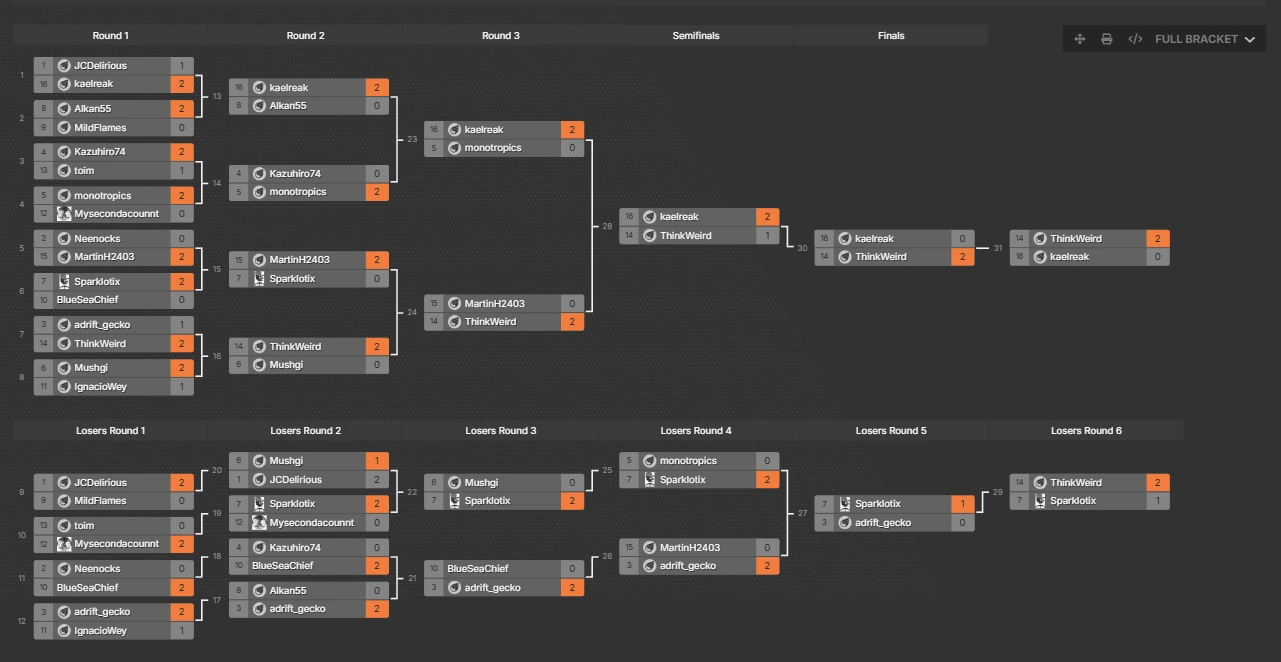 Round 1 Round 2 Round 3 Semifinals Finals
</> FULL BRACKET
1
1 JCDelirious 1
16 kaelreak 2
2
8 Alkan55 2
9 MildFlames 0
3
4 Kazuhiro74 2
13 toim 1
4
5 monotropics 2
12 Mysecondacounnt 0
5
2 Neenocks 0
15 MartinH2403 2
6
7 Sparklotix 2
10 BlueSeaChief 0
7
3 adrift_gecko 1
14 ThinkWeird 2
8
6 Mushgi 2
11 IgnacioWey 1
13
16 kaelreak 2
8 Alkan55 0
14
4 Kazuhiro74 0
5 monotropics 2
15
15 MartinH2403 2
7 Sparklotix 0
16
14 ThinkWeird 2
6 Mushgi 0
23
16 kaelreak 2
5 monotropics 0
24
15 MartinH2403 0
14 ThinkWeird 2
28
16 kaelreak 2
14 ThinkWeird 1
30
16 kaelreak 0
14 ThinkWeird 2
31
14 ThinkWeird 2
16 kaelreak 0
Losers Round 1 Losers Round 2 Losers Round 3 Losers Round 4 Losers Round 5 Losers Round 6
9
1 JCDelirious 2
9 MildFlames 0
10
13 toim 0
12 Mysecondacounnt 2
11
2 Neenocks 0
10 BlueSeaChief 2
12
3 adrift_gecko 2
11 IgnacioWey 1
20
6 Mushgi 1
1 JCDelirious 2
19
7 Sparklotix 2
12 Mysecondacounnt 0
18
4 Kazuhiro74 0
10 BlueSeaChief 2
17
8 Alkan55 0
3 adrift_gecko 2
22
6 Mushgi 0
7 Sparklotix 2
21
10 BlueSeaChief 0
3 adrift_gecko 2
25
5 monotropics 0
7 Sparklotix 2
26
15 MartinH2403 0
3 adrift_gecko 2
27
7 Sparklotix 1
3 adrift_gecko 0
29
14 ThinkWeird 2
7 Sparklotix 1